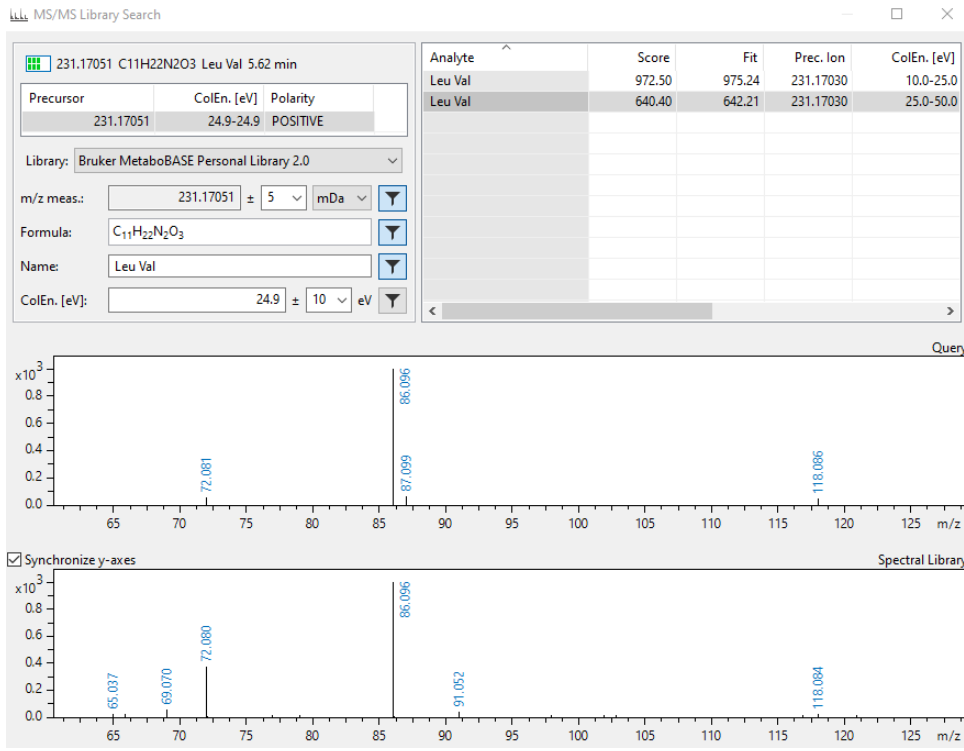 MS/MS Library Search
231.17051 C11H22N2O3 Leu Val 5.62 min
Precursor ColEn. [eV] Polarity
231.17051 24.9-24.9 POSITIVE
Library: Bruker MetaboBASE Personal Library 2.0
m/z meas.: 231.17051 ± 5 mDa
Formula: C₁₁H₂₂N₂O₃
Name: Leu Val
ColEn. [eV]: 24.9 ± 10 eV
Analyte Score Fit Prec. Ion ColEn. [eV]
Leu Val 972.50 975.24 231.17030 10.0-25.0
Leu Val 640.40 642.21 231.17030 25.0-50.0
Query
x10³
0.8
0.6
0.4
0.2
0.0
72.081
86.096
87.099
118.086
65 70 75 80 85 90 95 100 105 110 115 120 125 m/z
Synchronize y-axes Spectral Library
x10³
0.8
0.6
0.4
0.2
0.0
65.037
69.070
72.080
86.096
91.052
118.084
65 70 75 80 85 90 95 100 105 110 115 120 125 m/z